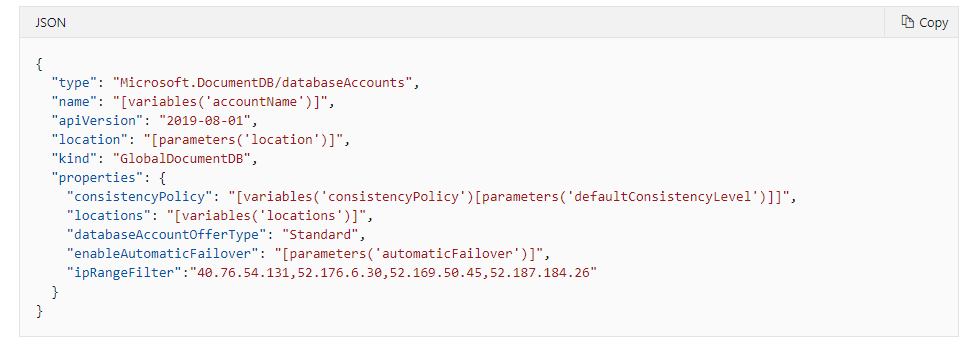 JSON
Copy
{
"type": "Microsoft.DocumentDB/databaseAccounts",
"name": "[variables('accountName')]",
"apiVersion": "2019-08-01",
"location": "[parameters('location')]",
"kind": "GlobalDocumentDB",
"properties": {
"consistencyPolicy": "[variables('consistencyPolicy')[parameters('defaultConsistencyLevel')]]",
"locations": "[variables('locations')]",
"databaseAccountOfferType": "Standard",
"enableAutomaticFailover": "[parameters('automaticFailover')]",
"ipRangeFilter":"40.76.54.131,52.176.6.30,52.169.50.45,52.187.184.26"
}
}